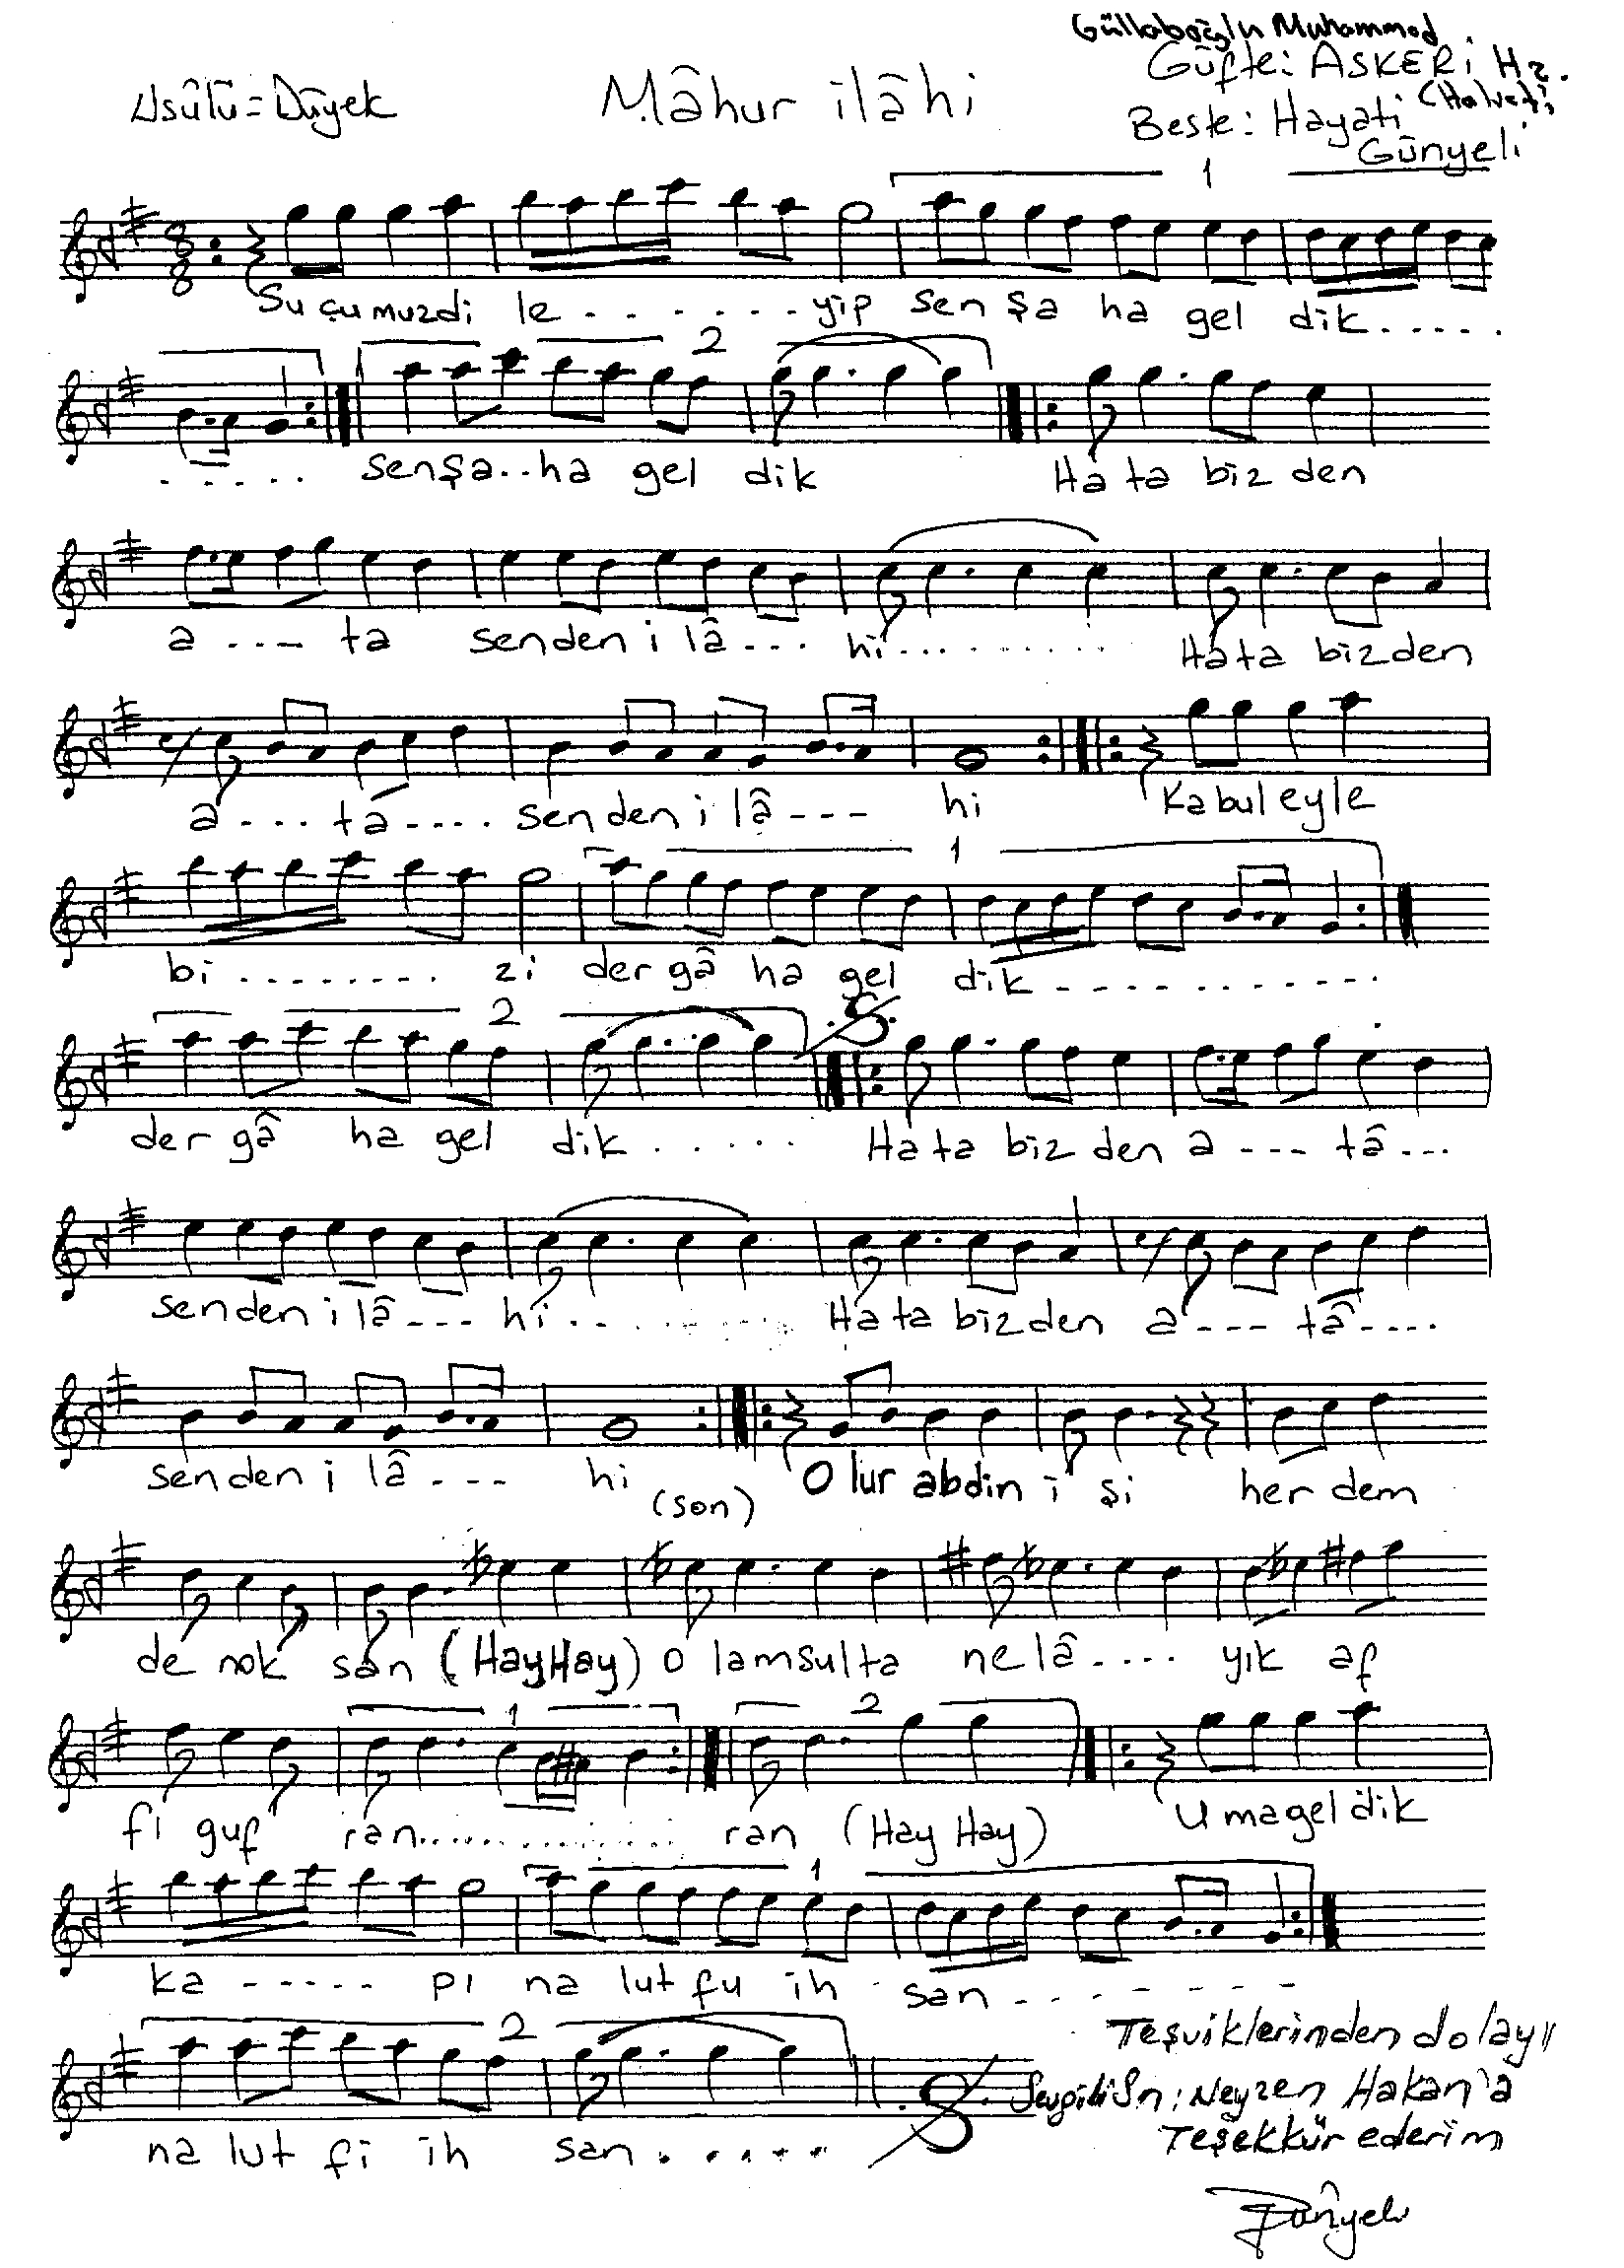 Güllaboğlu Muhammed
Güfte: ASKERİ Hz.
(Halveti)
Usûlü = Düyek
Mâhur ilâhi
Beste: Hayati
Günyeli
1
8
8
Su çu muz di le . . . . . . . yip sen şa ha gel dik . . . . .
2
. . . . . sen şa . . ha gel dik Ha ta biz den
a - - - - ta sen den i lâ - - - hi . . . . . . . . . Ha ta biz den
a - - - . ta - - - . sen den i lâ - - - hi Ka bul eyle
1
bi . . . . . . . . zi der gâ ha gel dik - - - - - - - - - - .
2
der gâ ha gel dik . . . . . Ha ta biz den a - - - tâ - - .
sen den i lâ - - - hi . . . . . . . . . Ha ta biz den a - - - tâ - - - .
sen den i lâ - - - hi O lur abdin i şi her dem
(son)
de nok san (Hay Hay) O lam sul ta ne lâ - . . . yık af
1 2
fi guf ran . . . . . . . . . . . . . ran (Hay Hay) U ma gel dik
1
ka - - - - - pı na lut fu ih san - - - - - - -
2
Teşviklerinden dolayı
Sevgili Sn: Neyzen Hakan'a
Teşekkür ederim
na lut fi ih san . . . . .
Günyeli